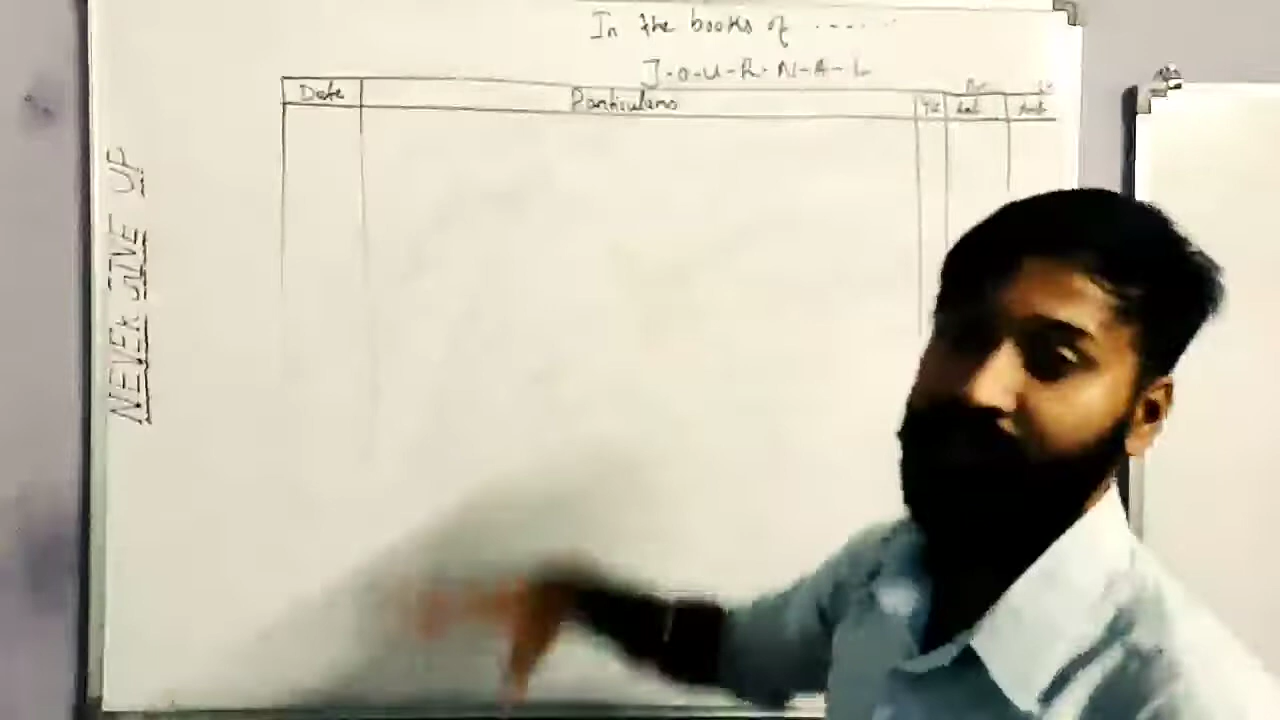 In the books of .......
J-O-U-R-N-A-L
Dr. Cr.
Date Particulars Amt Amt
NEVER GIVE UP